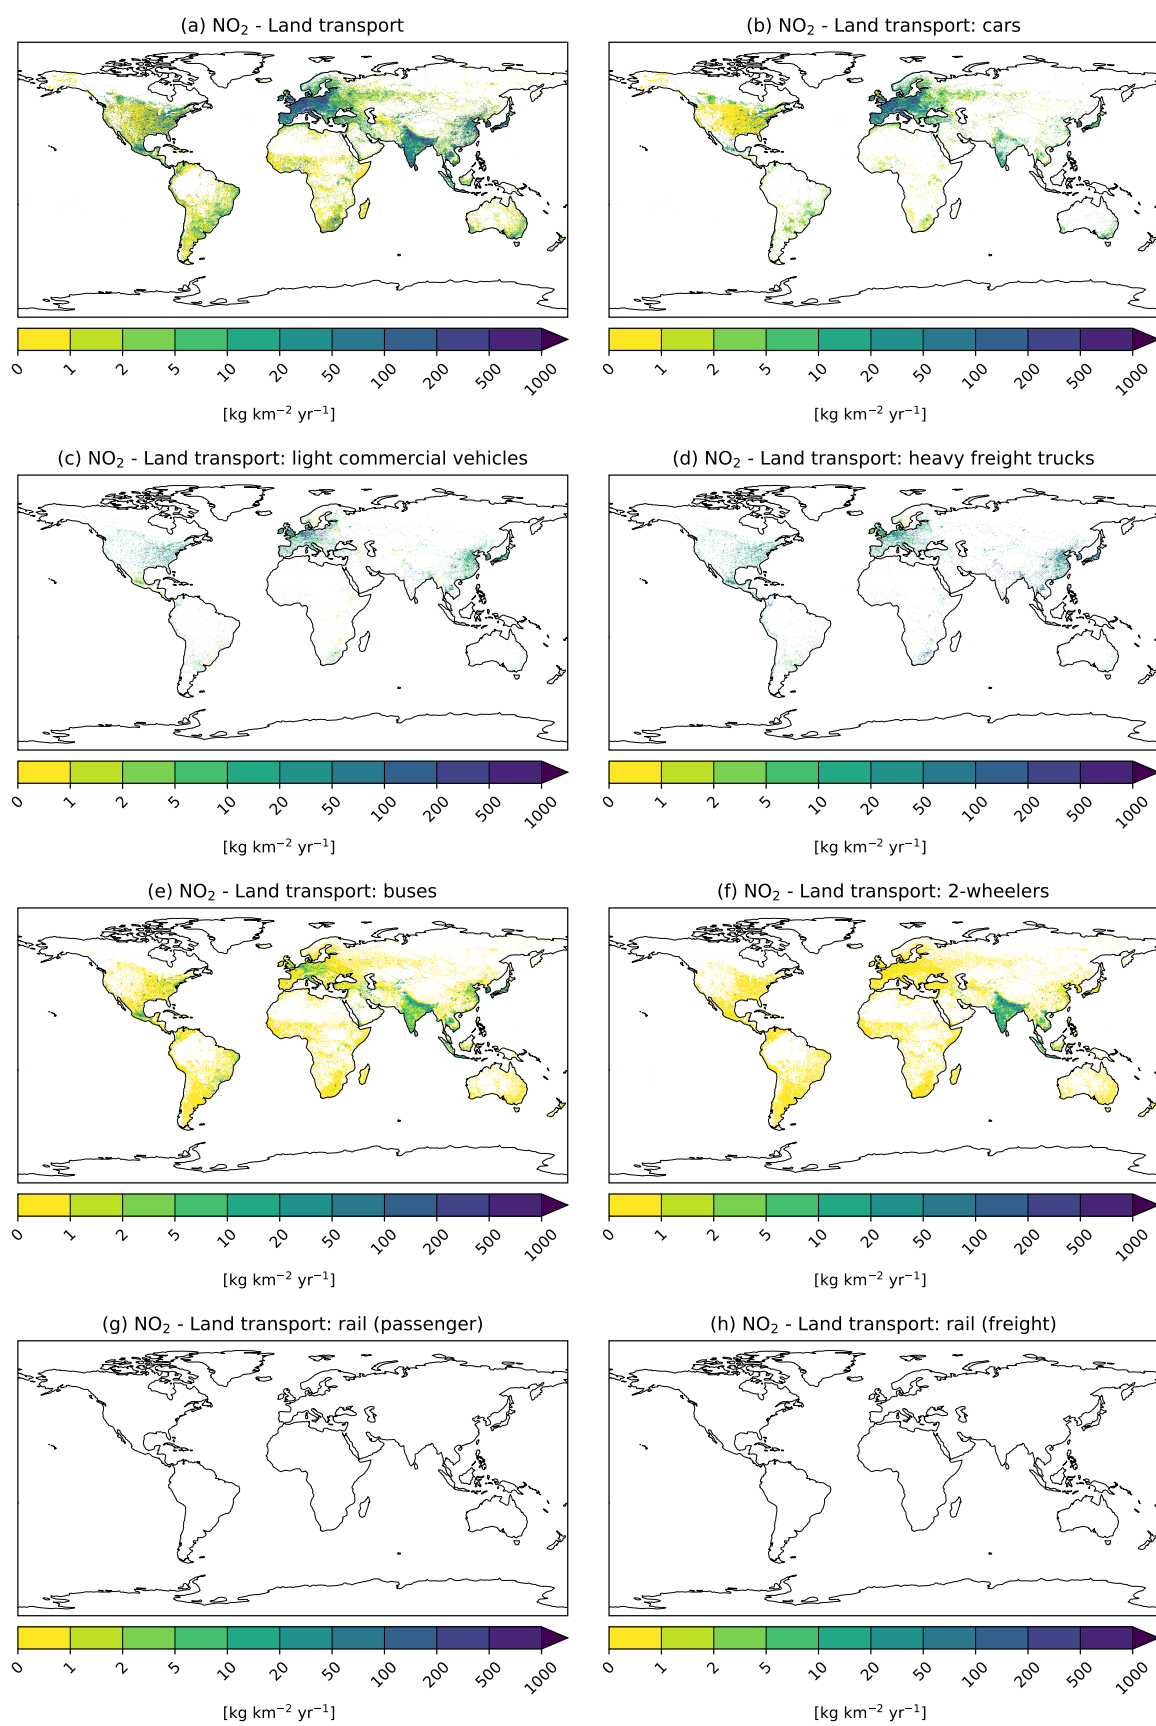 (a) NO₂ - Land transport
(b) NO₂ - Land transport: cars
0 1 2 5 10 20 50 100 200 500 1000
0 1 2 5 10 20 50 100 200 500 1000
[kg km⁻² yr⁻¹]
[kg km⁻² yr⁻¹]
(c) NO₂ - Land transport: light commercial vehicles
(d) NO₂ - Land transport: heavy freight trucks
0 1 2 5 10 20 50 100 200 500 1000
0 1 2 5 10 20 50 100 200 500 1000
[kg km⁻² yr⁻¹]
[kg km⁻² yr⁻¹]
(e) NO₂ - Land transport: buses
(f) NO₂ - Land transport: 2-wheelers
0 1 2 5 10 20 50 100 200 500 1000
0 1 2 5 10 20 50 100 200 500 1000
[kg km⁻² yr⁻¹]
[kg km⁻² yr⁻¹]
(g) NO₂ - Land transport: rail (passenger)
(h) NO₂ - Land transport: rail (freight)
0 1 2 5 10 20 50 100 200 500 1000
0 1 2 5 10 20 50 100 200 500 1000
[kg km⁻² yr⁻¹]
[kg km⁻² yr⁻¹]